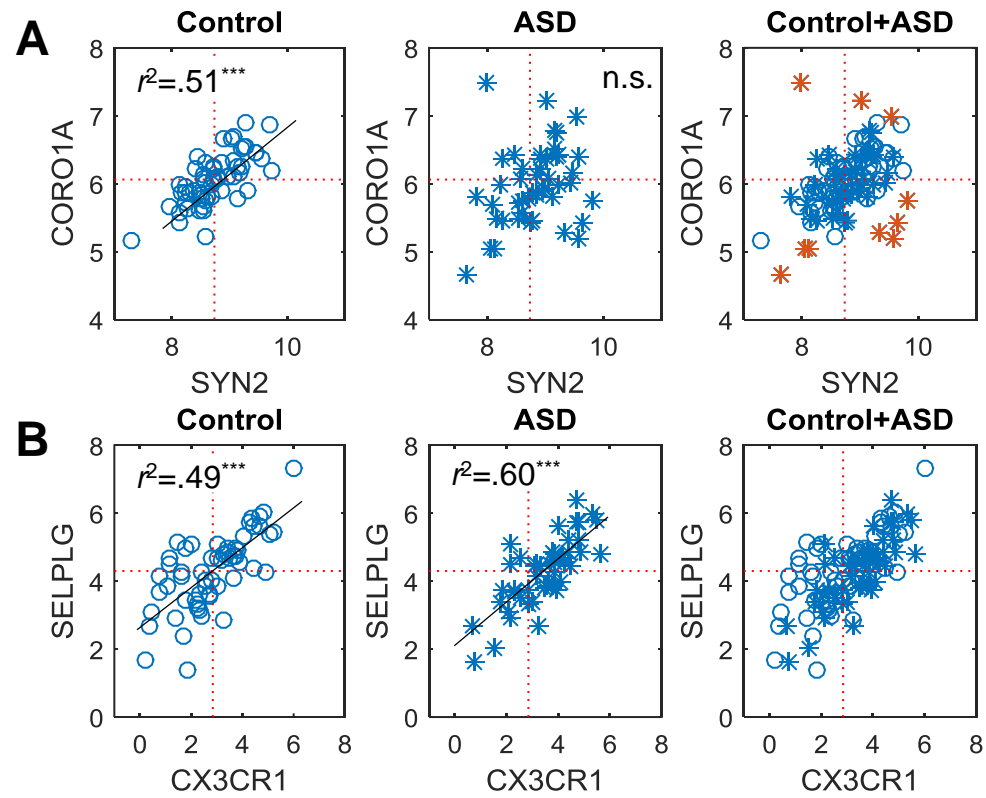 A
Control
ASD
Control+ASD
8
7
6
5
4
CORO1A
r²=.51***
8
10
SYN2
8
7
6
5
4
CORO1A
n.s.
8
10
SYN2
8
7
6
5
4
CORO1A
8
10
SYN2
B
Control
ASD
Control+ASD
8
6
4
2
0
SELPLG
r²=.49***
0 2 4 6 8
CX3CR1
8
6
4
2
0
SELPLG
r²=.60***
0 2 4 6 8
CX3CR1
8
6
4
2
0
SELPLG
0 2 4 6 8
CX3CR1